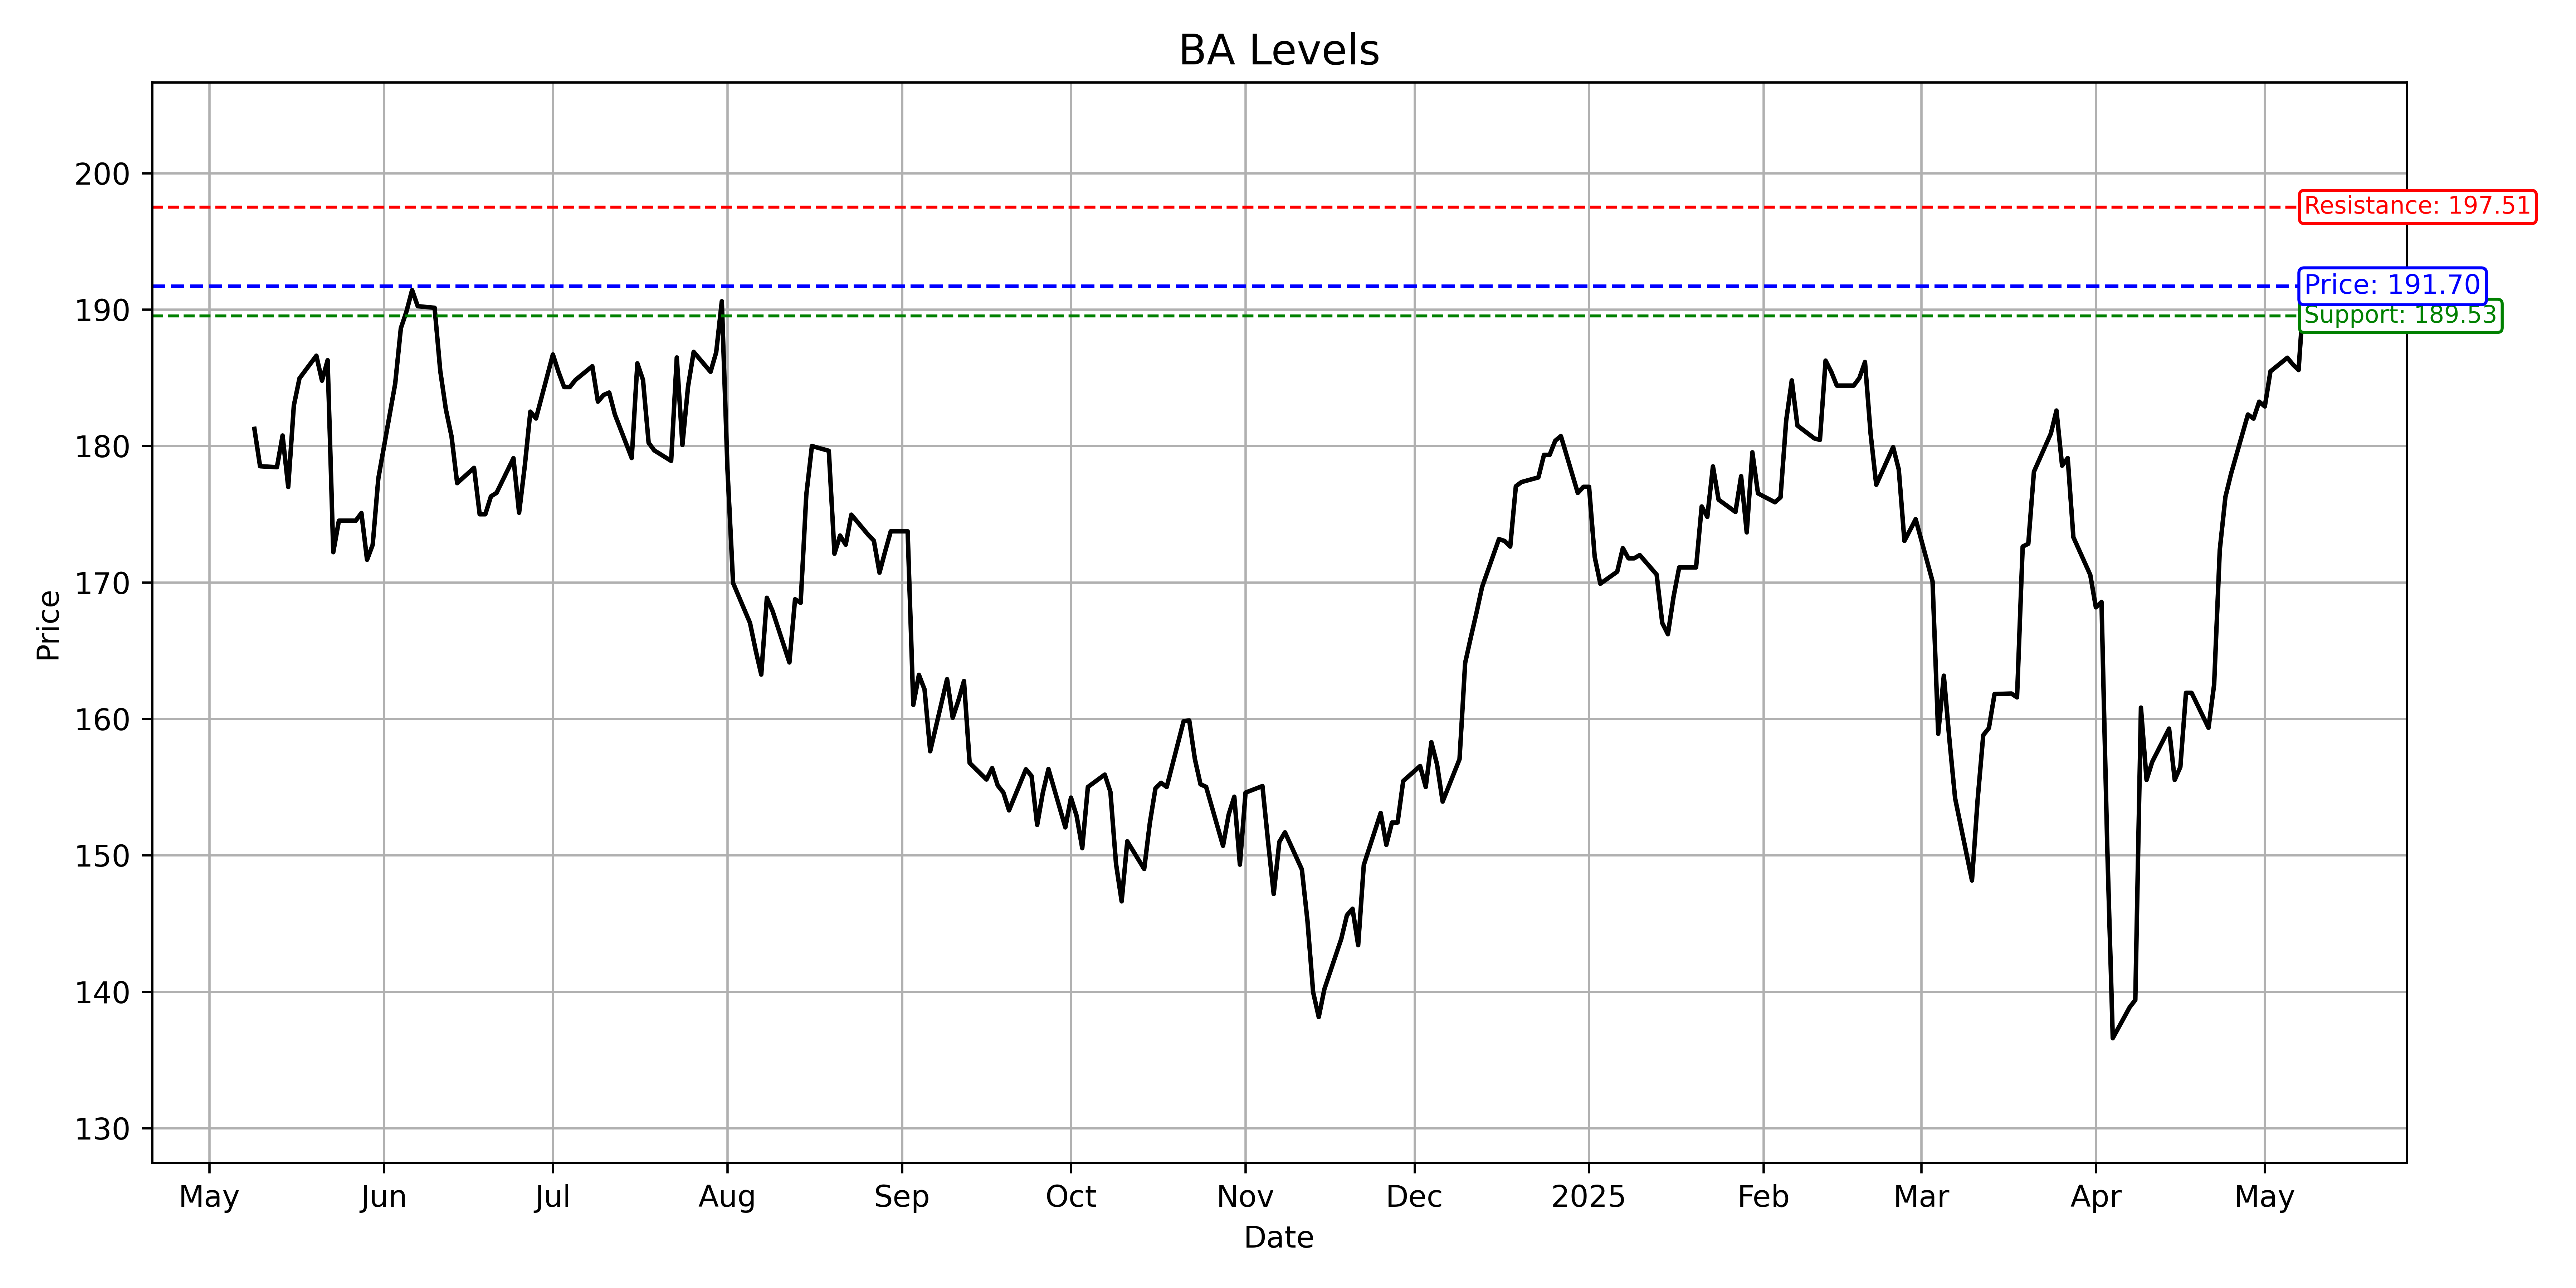 BA Levels
200
190
180
170
160
150
140
130
Price
Resistance: 197.51
Price: 191.70
Support: 189.53
May
Jun
Jul
Aug
Sep
Oct
Nov
Dec
2025
Feb
Mar
Apr
May
Date